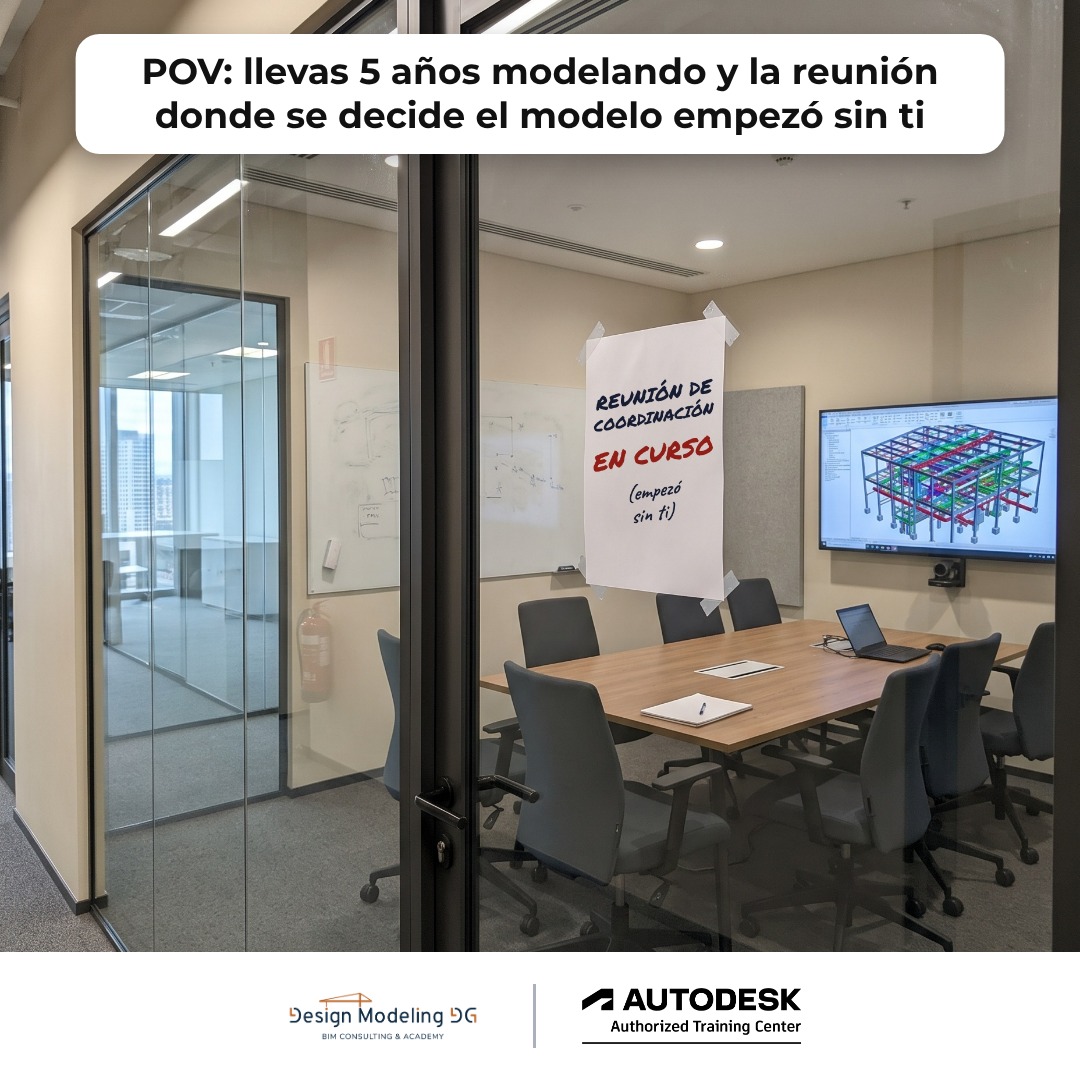 POV: llevas 5 años modelando y la reunión
donde se decide el modelo empezó sin ti
REUNIÓN DE
COORDINACIÓN
EN CURSO
(empezó
sin ti)
Design Modeling DG
BIM CONSULTING & ACADEMY
AUTODESK
Authorized Training Center